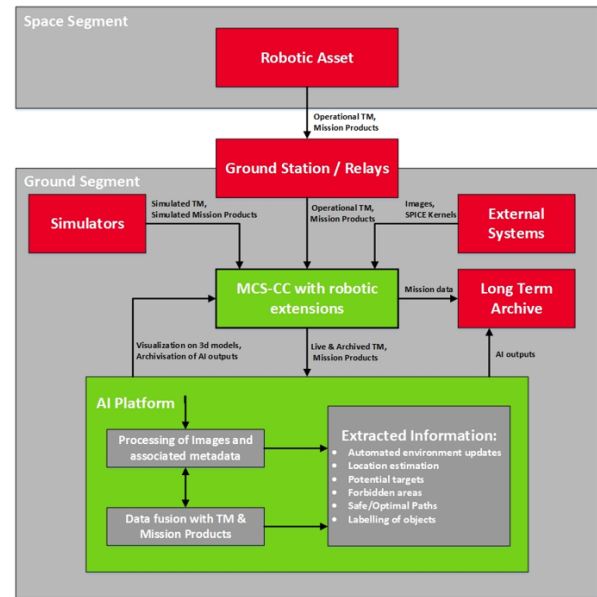 Space Segment
Robotic Asset
Operational TM,
Mission Products
Ground Station / Relays
Ground Segment
Simulators
Simulated TM,
Simulated Mission Products
Operational TM,
Mission Products
Images,
SPICE Kernels
External
Systems
MCS-CC with robotic
extensions
Mission data
Long Term
Archive
Visualization on 3d models,
Archivisation of AI outputs
Live & Archived TM,
Mission Products
AI outputs
AI Platform
Processing of Images and
associated metadata
Data fusion with TM &
Mission Products
Extracted Information:
• Automated environment updates
• Location estimation
• Potential targets
• Forbidden areas
• Safe/Optimal Paths
• Labelling of objects